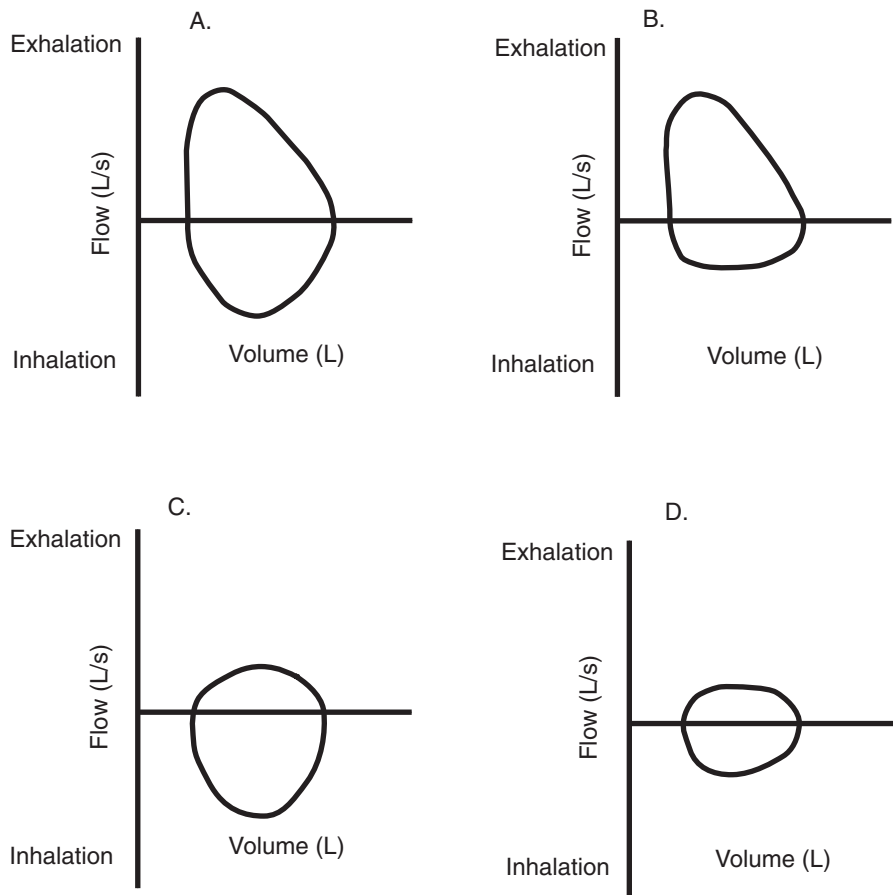 A.
Exhalation
Flow (L/s)
Inhalation
Volume (L)
B.
Exhalation
Flow (L/s)
Inhalation
Volume (L)
C.
Exhalation
Flow (L/s)
Inhalation
Volume (L)
D.
Exhalation
Flow (L/s)
Inhalation
Volume (L)